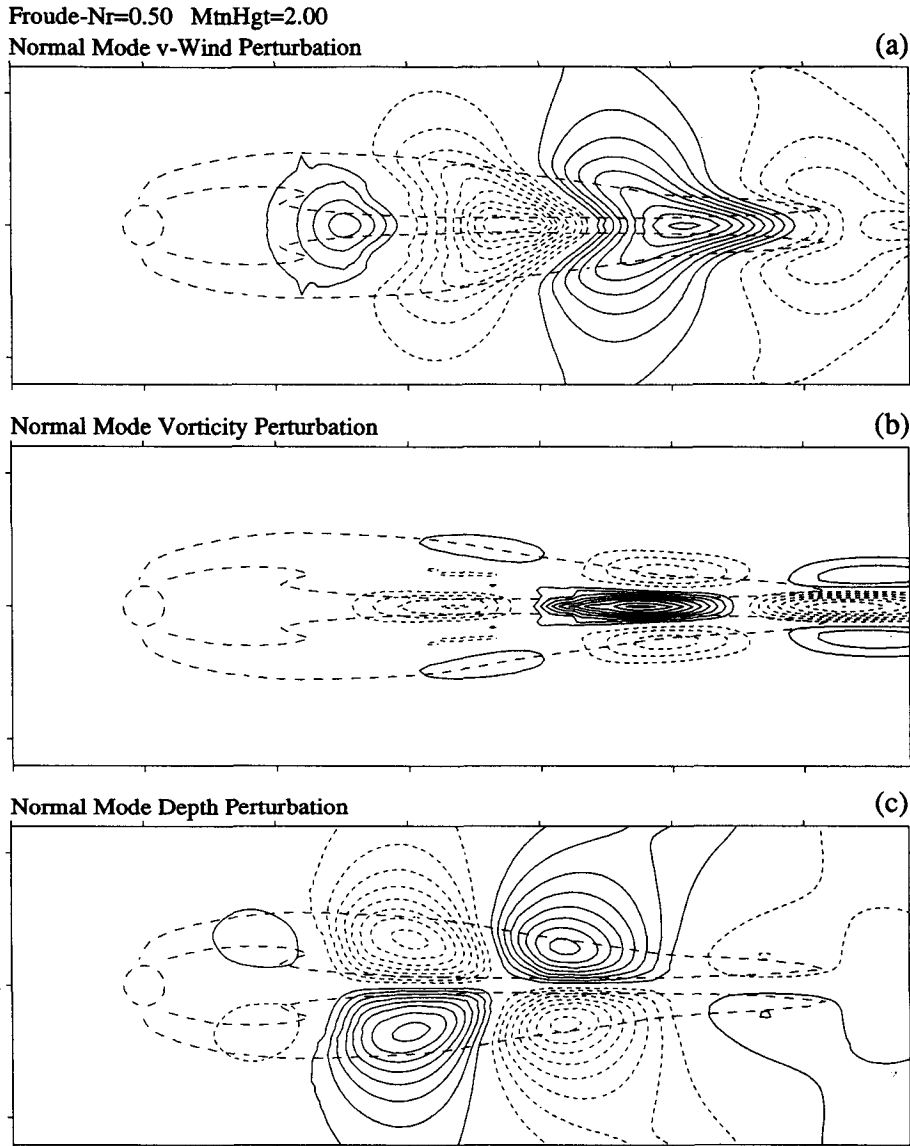 Froude-Nr=0.50 MtnHgt=2.00
Normal Mode v-Wind Perturbation (a)
Normal Mode Vorticity Perturbation (b)
Normal Mode Depth Perturbation (c)